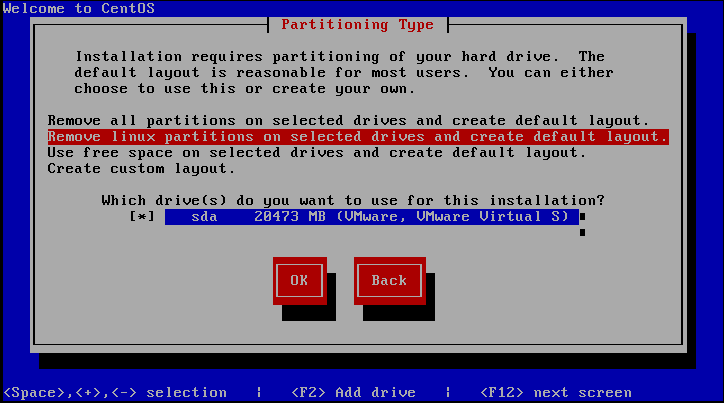 Welcome to CentOS
Partitioning Type
Installation requires partitioning of your hard drive.  The
default layout is reasonable for most users.  You can either
choose to use this or create your own.
Remove all partitions on selected drives and create default layout.
Remove linux partitions on selected drives and create default layout.
Use free space on selected drives and create default layout.
Create custom layout.
Which drive(s) do you want to use for this installation?
[*]   sda    20473 MB (VMware, VMware Virtual S)
OK   Back
<Space>,<+>,<-> selection   |   <F2> Add drive   |   <F12> next screen